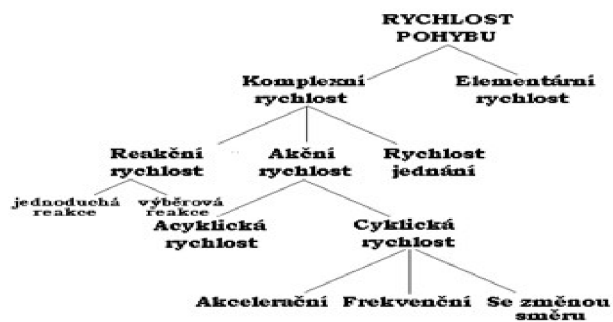 RYCHLOST
POHYBU
Komplexní
rychlost
Elementární
rychlost
Reakční
rychlost
Akční
rychlost
Rychlost
jednání
jednoduchá
reakce
výběrová
reakce
Acyklická
rychlost
Cyklická
rychlost
Akcelerační
Frekvenční
Se změnou
směru